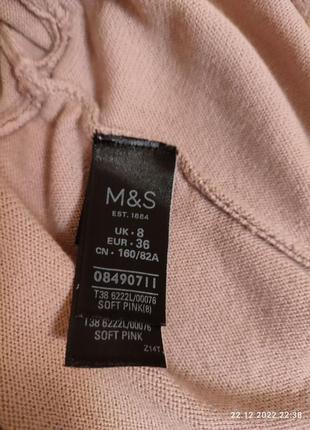 M&S
EST. 1884
UK • 8
EUR • 36
CN • 160/82A
08490711
T38 6222L/00076
SOFT PINK(8)
T38 6222L/00076
SOFT PINK
Z14T
22.12.2022 22:38